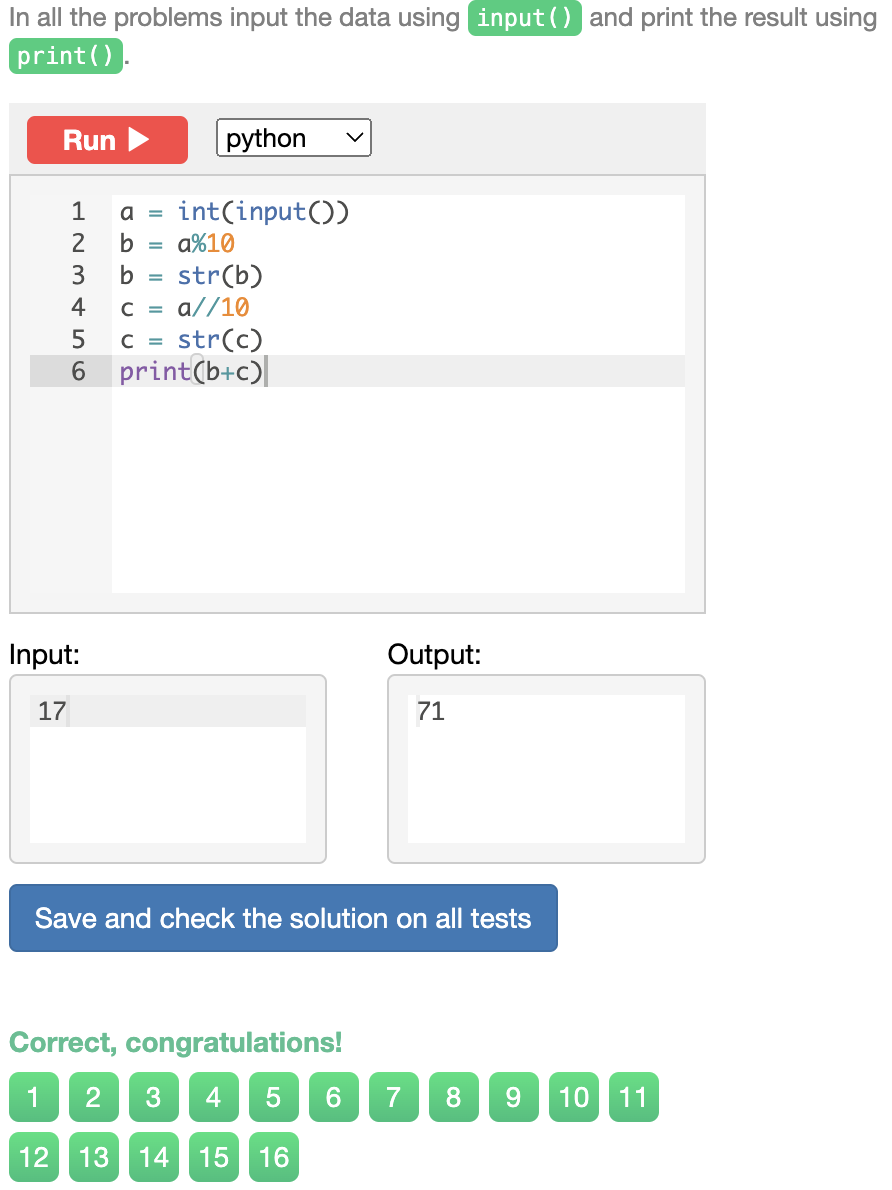 In all the problems input the data using input() and print the result using
print().
Run
python
1 a = int(input())
2 b = a%10
3 b = str(b)
4 c = a//10
5 c = str(c)
6 print(b+c)
Input: Output:
17 71
Save and check the solution on all tests
Correct, congratulations!
1 2 3 4 5 6 7 8 9 10 11
12 13 14 15 16